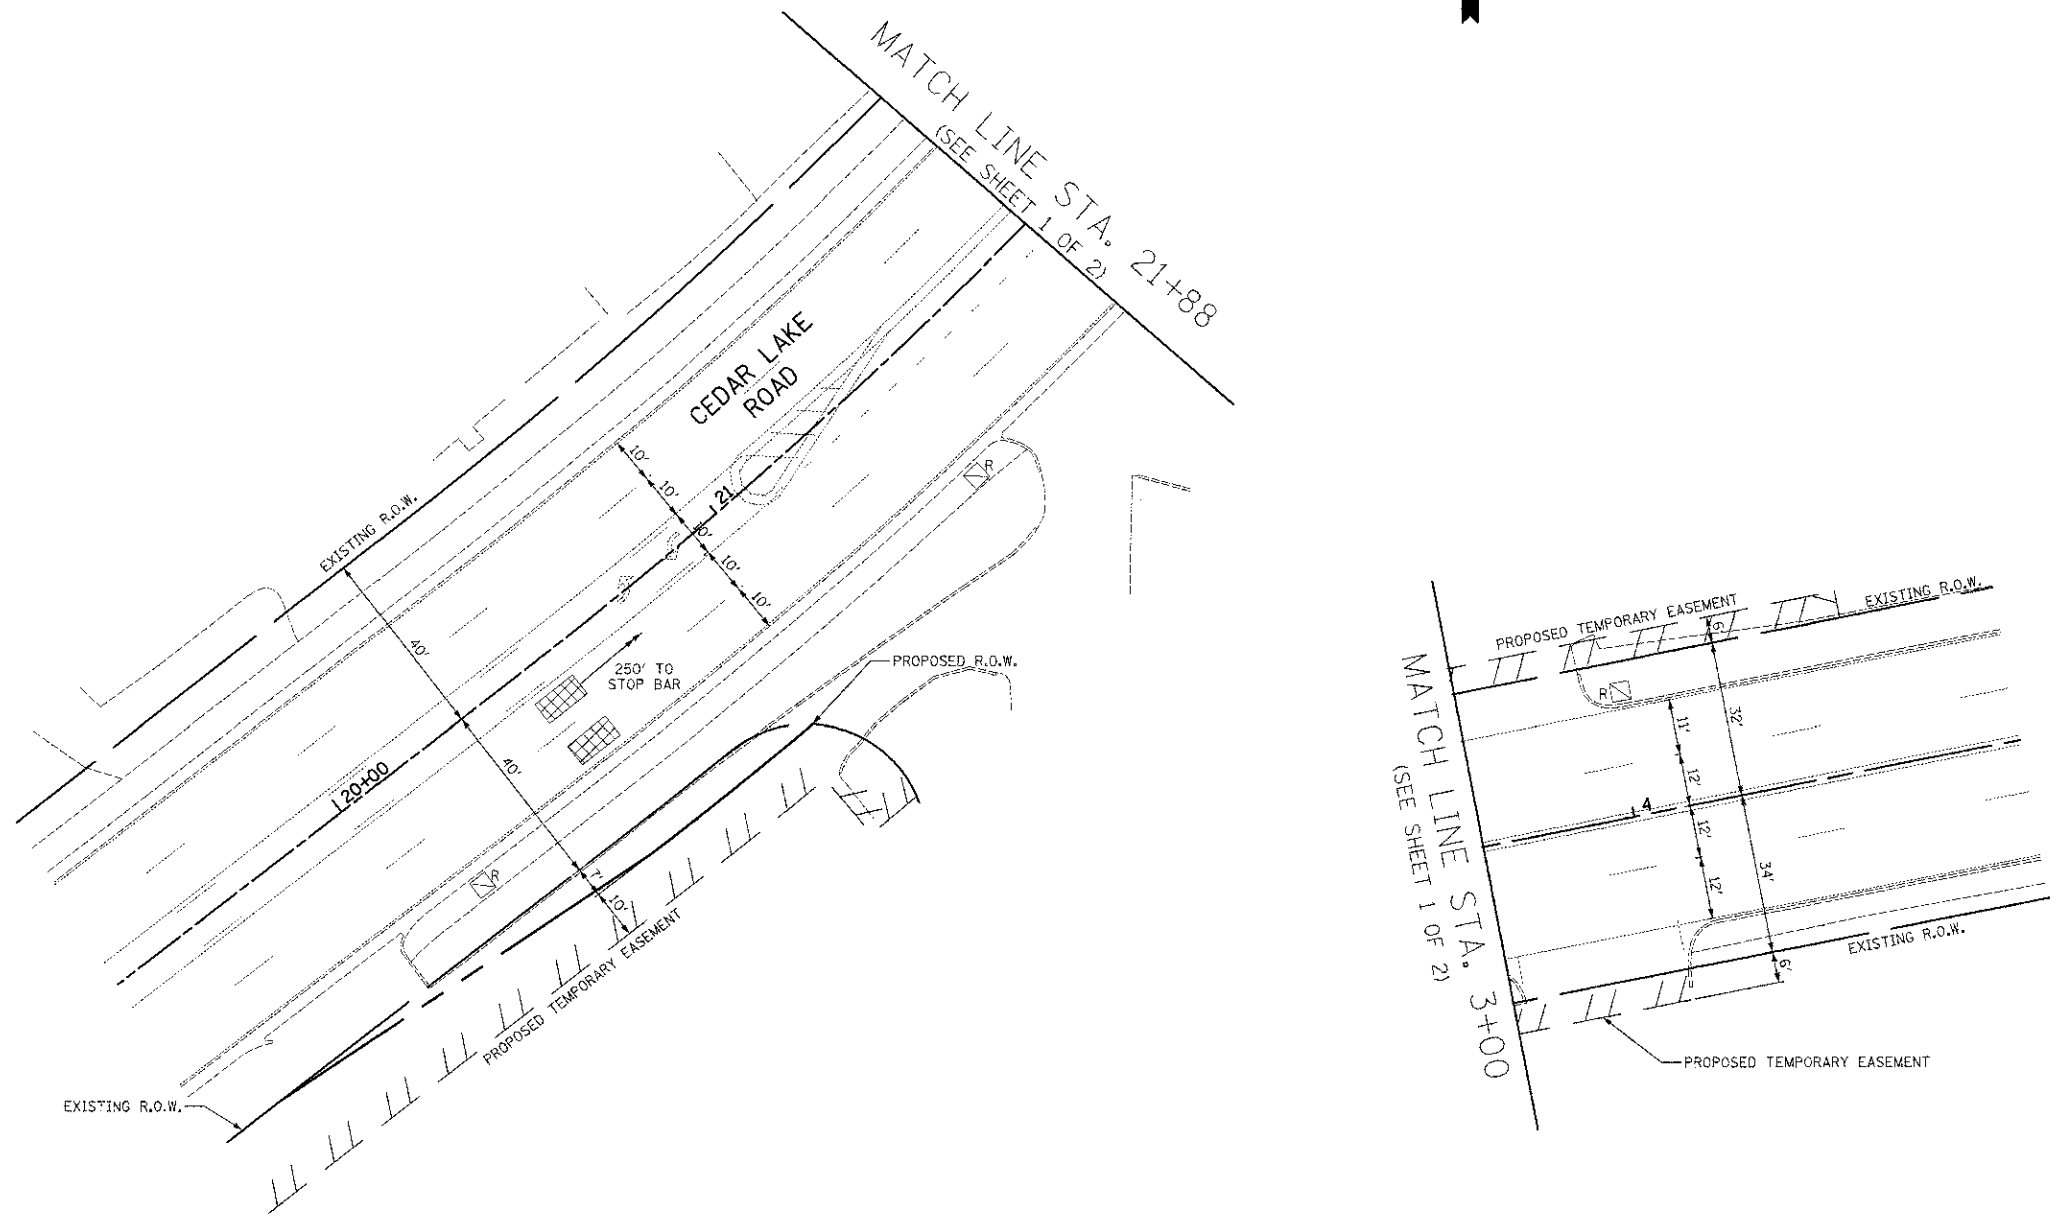 MATCH LINE STA. 21+88
(SEE SHEET 1 OF 2)
CEDAR LAKE
ROAD
10'
10'
10'
10'
10'
21
R
EXISTING R.O.W.
40'
40'
7'
10'
250' TO
STOP BAR
PROPOSED R.O.W.
20+00
R
PROPOSED TEMPORARY EASEMENT
EXISTING R.O.W.
MATCH LINE STA. 3+00
(SEE SHEET 1 OF 2)
PROPOSED TEMPORARY EASEMENT
6'
EXISTING R.O.W.
R
11'
32'
12'
4
12'
12'
34'
6'
EXISTING R.O.W.
PROPOSED TEMPORARY EASEMENT